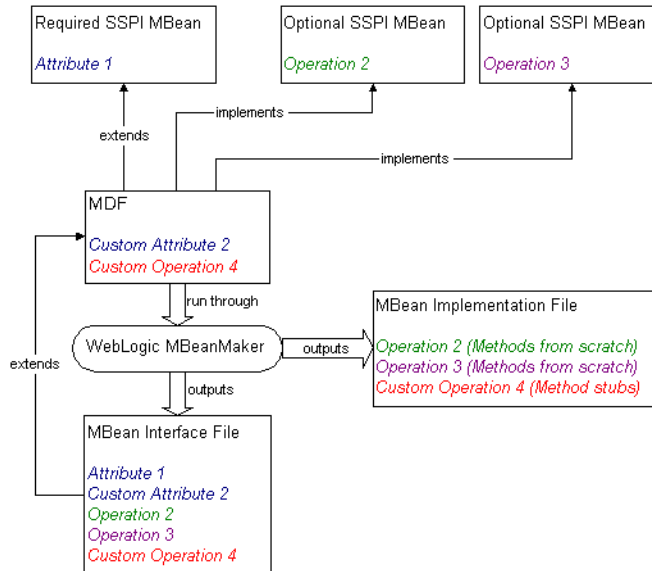 Required SSPI MBean
Attribute 1
Optional SSPI MBean
Operation 2
Optional SSPI MBean
Operation 3
extends
implements
implements
MDF
Custom Attribute 2
Custom Operation 4
run through
WebLogic MBeanMaker
outputs
MBean Implementation File
Operation 2 (Methods from scratch)
Operation 3 (Methods from scratch)
Custom Operation 4 (Method stubs)
extends
outputs
MBean Interface File
Attribute 1
Custom Attribute 2
Operation 2
Operation 3
Custom Operation 4